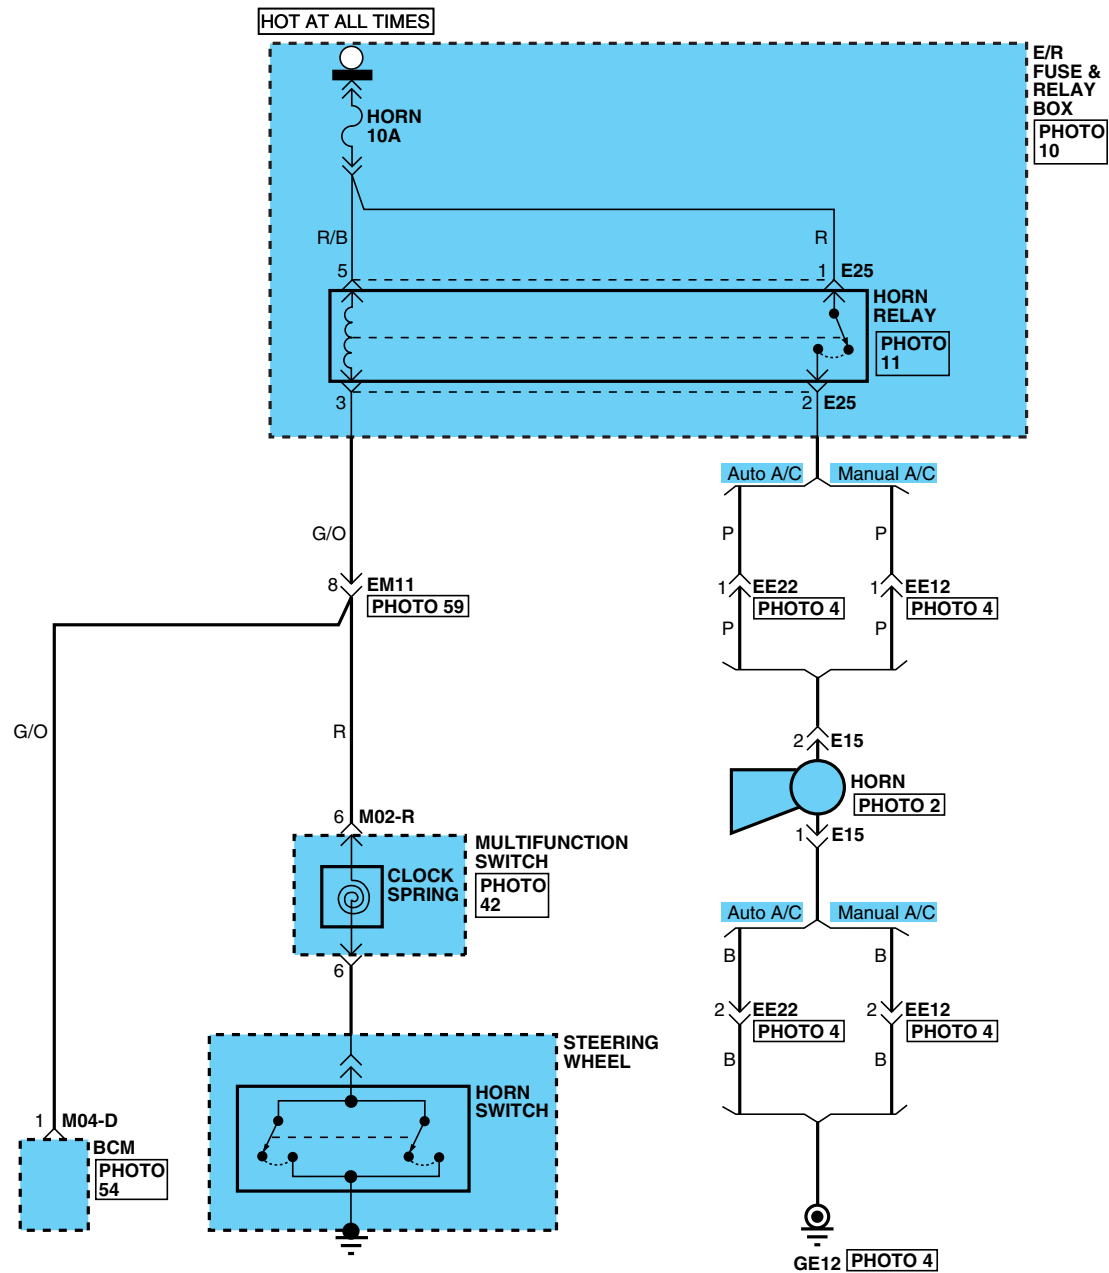 HOT AT ALL TIMES
E/R
FUSE &
RELAY
BOX
PHOTO
10
HORN
10A
R/B
R
5
1
E25
HORN
RELAY
PHOTO
11
3
2
E25
Auto A/C
Manual A/C
G/O
P
P
8
EM11
PHOTO 59
1
EE22
PHOTO 4
1
EE12
PHOTO 4
P
P
G/O
R
2
E15
HORN
PHOTO 2
1
E15
6
M02-R
MULTIFUNCTION
SWITCH
PHOTO
42
CLOCK
SPRING
6
Auto A/C
Manual A/C
B
B
2
EE22
PHOTO 4
2
EE12
PHOTO 4
B
B
STEERING
WHEEL
HORN
SWITCH
1
M04-D
BCM
PHOTO
54
GE12
PHOTO 4